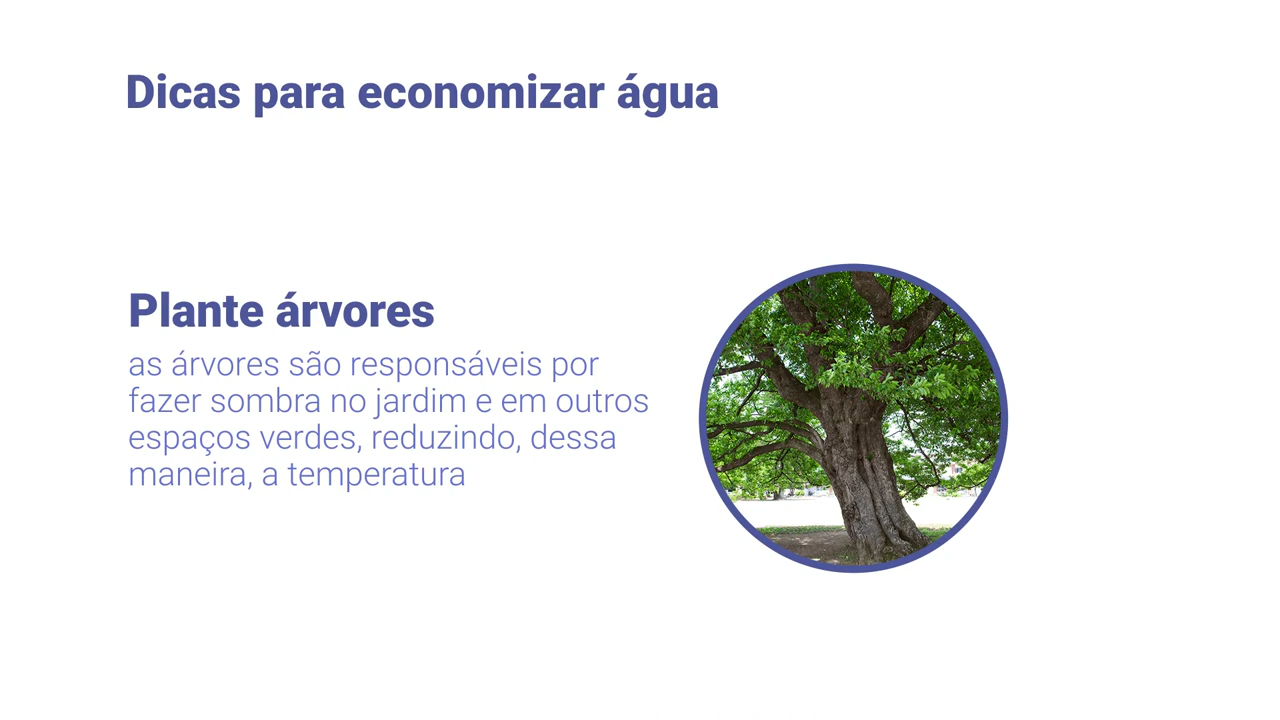 Dicas para economizar água
Plante árvores
as árvores são responsáveis por
fazer sombra no jardim e em outros
espaços verdes, reduzindo, dessa
maneira, a temperatura